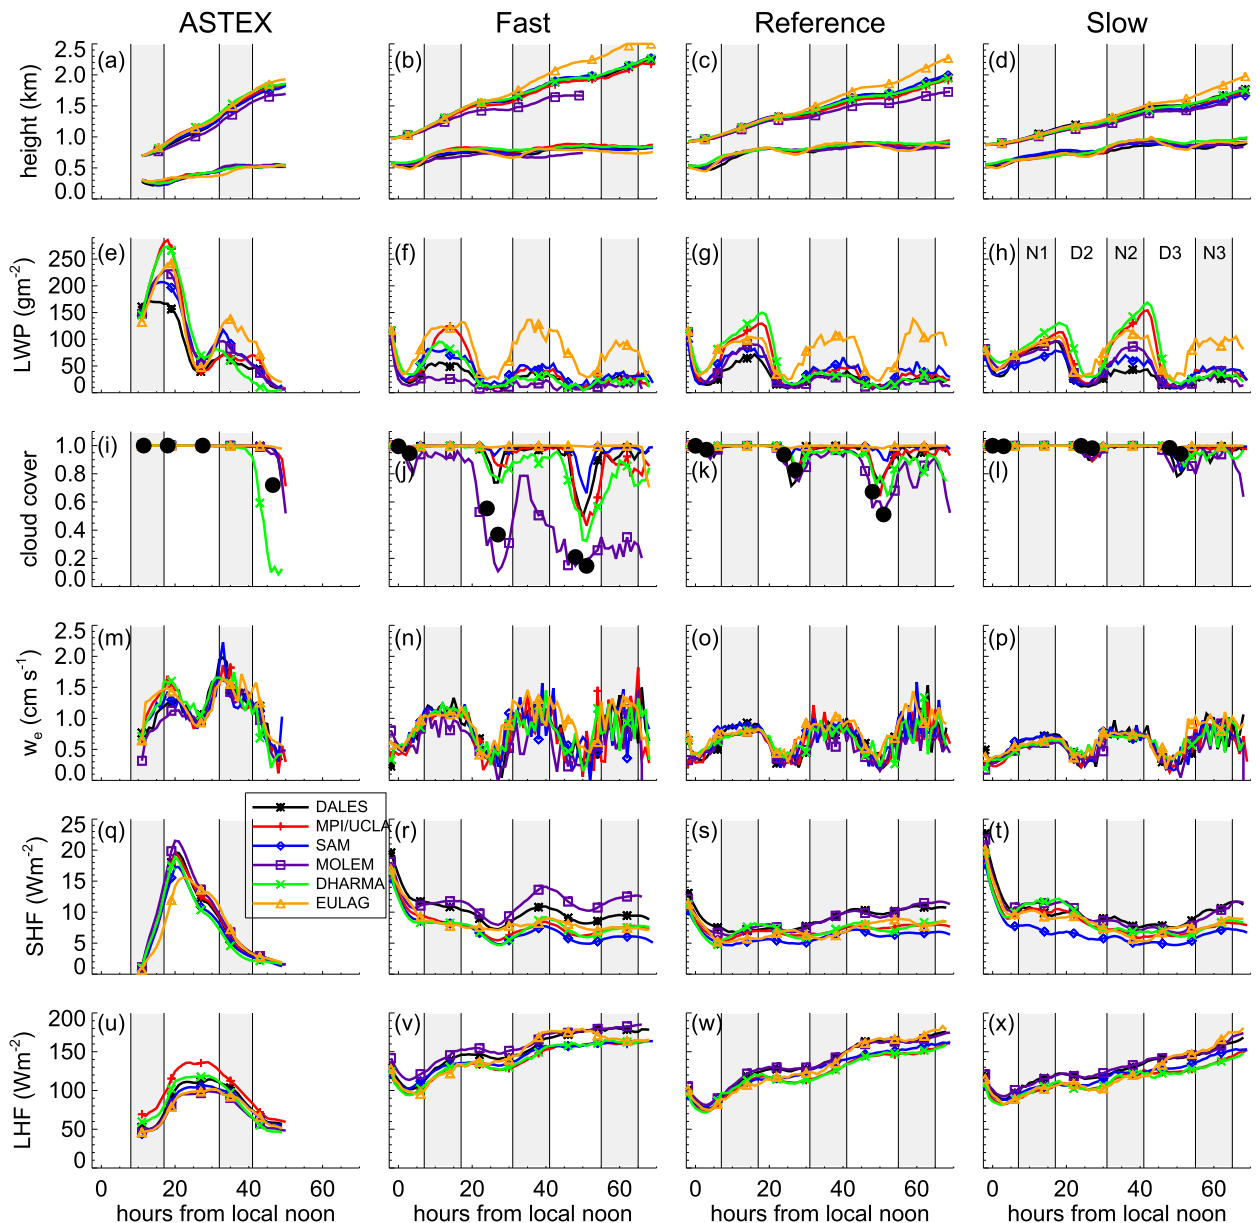 ASTEX Fast Reference Slow
height (km)
2.5
2.0
1.5
1.0
0.5
0.0
(a) (b) (c) (d)
LWP (gm-2)
250
200
150
100
50
0
(e) (f) (g) (h) N1 D2 N2 D3 N3
cloud cover
1.0
0.8
0.6
0.4
0.2
0.0
(i) (j) (k) (l)
we (cm s-1)
2.5
2.0
1.5
1.0
0.5
0.0
(m) (n) (o) (p)
DALES
MPI/UCLA
SAM
MOLEM
DHARMA
EULAG
SHF (Wm-2)
25
20
15
10
5
0
(q) (r) (s) (t)
LHF (Wm-2)
200
150
100
50
0
(u) (v) (w) (x)
0 20 40 60 0 20 40 60 0 20 40 60 0 20 40 60
hours from local noon hours from local noon hours from local noon hours from local noon